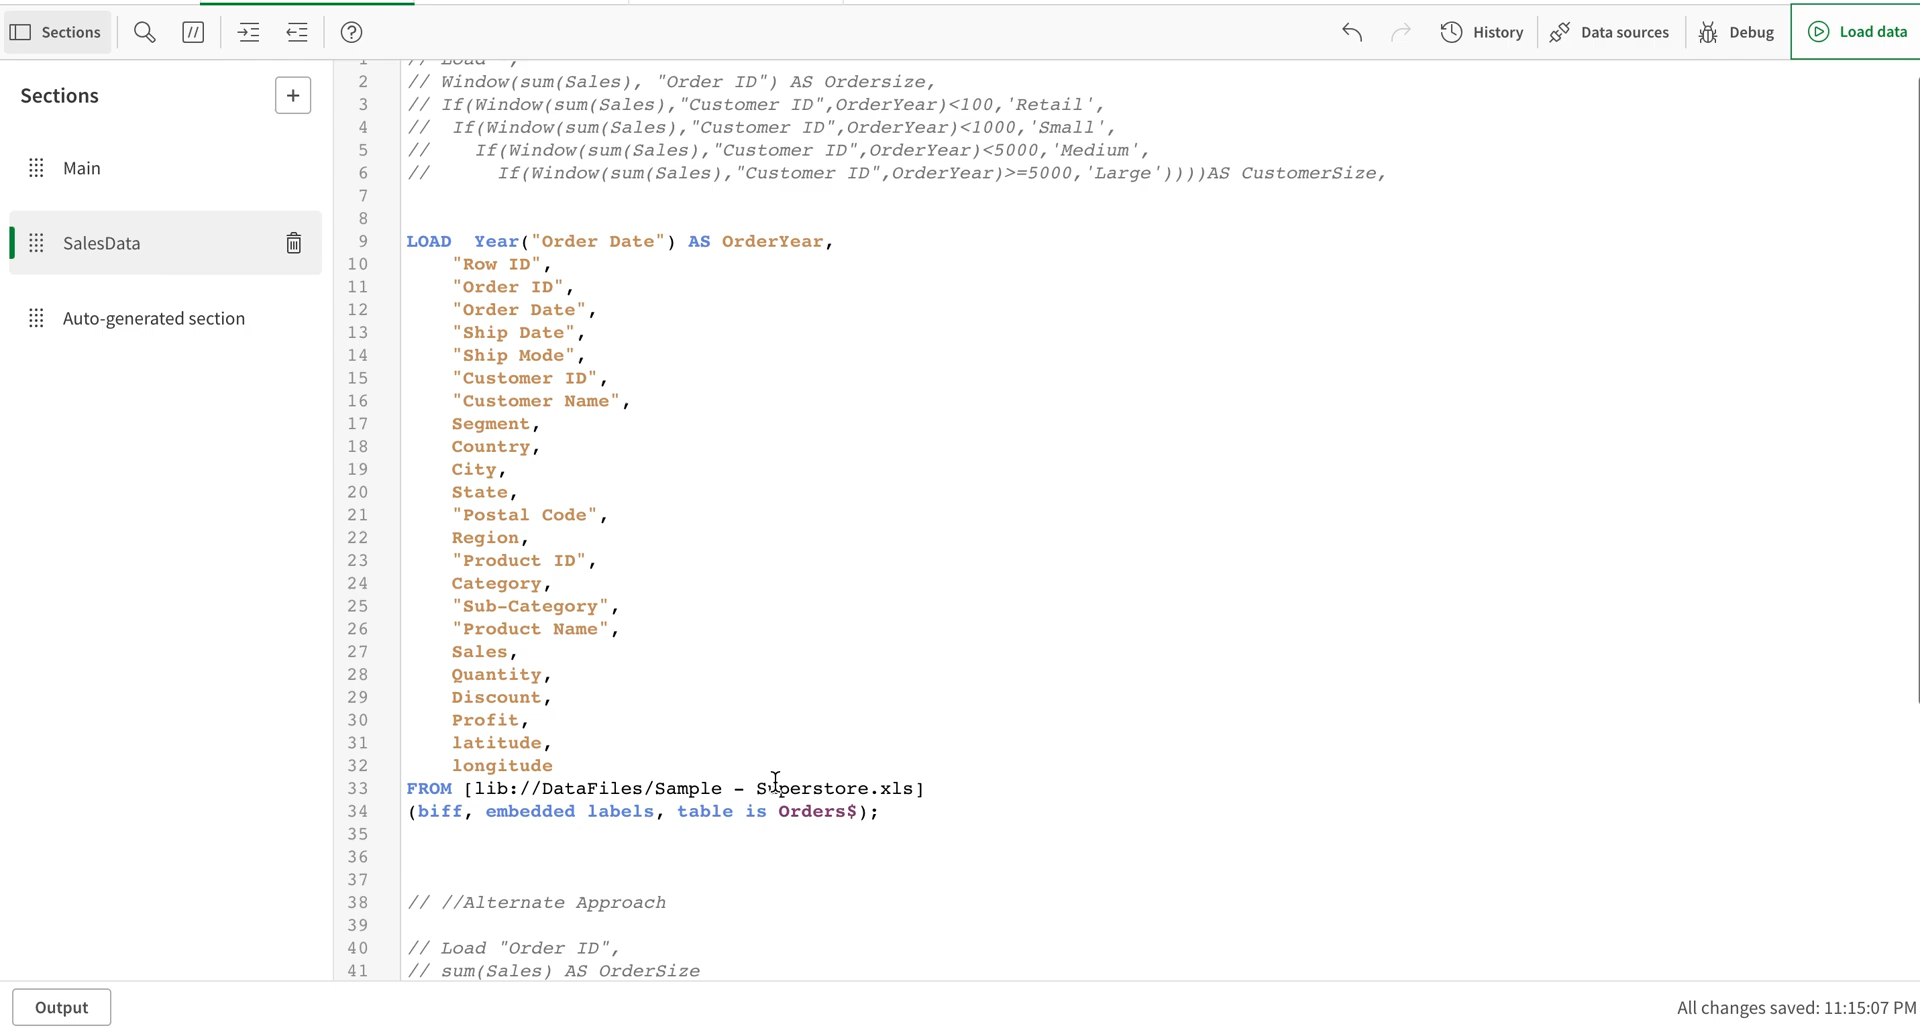 Sections
//
?
History
Data sources
Debug
Load data
Sections
+
Main
SalesData
Auto-generated section
1 // Load ,
2 // Window(sum(Sales), "Order ID") AS Ordersize,
3 // If(Window(sum(Sales),"Customer ID",OrderYear)<100,'Retail',
4 //  If(Window(sum(Sales),"Customer ID",OrderYear)<1000,'Small',
5 //    If(Window(sum(Sales),"Customer ID",OrderYear)<5000,'Medium',
6 //      If(Window(sum(Sales),"Customer ID",OrderYear)>=5000,'Large'))))AS CustomerSize,
7
8
9 LOAD  Year("Order Date") AS OrderYear,
10     "Row ID",
11     "Order ID",
12     "Order Date",
13     "Ship Date",
14     "Ship Mode",
15     "Customer ID",
16     "Customer Name",
17     Segment,
18     Country,
19     City,
20     State,
21     "Postal Code",
22     Region,
23     "Product ID",
24     Category,
25     "Sub-Category",
26     "Product Name",
27     Sales,
28     Quantity,
29     Discount,
30     Profit,
31     latitude,
32     longitude
33 FROM [lib://DataFiles/Sample - Superstore.xls]
34 (biff, embedded labels, table is Orders$);
35
36
37
38 // //Alternate Approach
39
40 // Load "Order ID",
41 // sum(Sales) AS OrderSize
Output
All changes saved: 11:15:07 PM